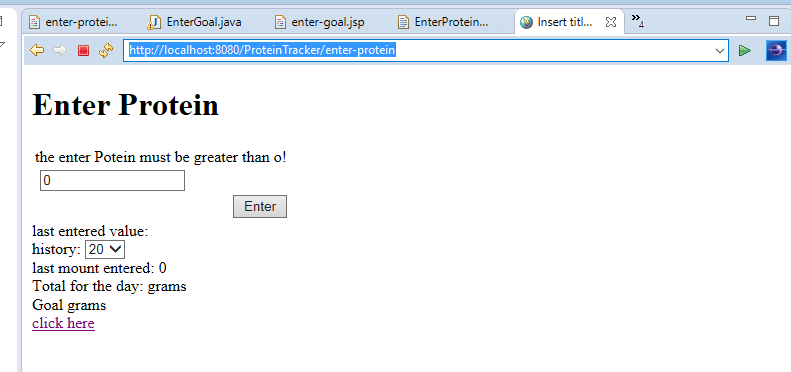 enter-protei... EnterGoal.java enter-goal.jsp EnterProtein... Insert titl... »4
http://localhost:8080/ProteinTracker/enter-protein
Enter Protein
the enter Potein must be greater than o!
0
Enter
last entered value:
history: 20
last mount entered: 0
Total for the day: grams
Goal grams
click here